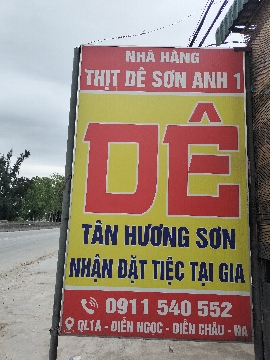 NHÀ HÀNG
THỊT DÊ SƠN ANH 1
DÊ
TÂN HƯƠNG SƠN
NHẬN ĐẶT TIỆC TẠI GIA
0911 540 552
QL1A - DIỄN NGỌC - DIỄN CHÂU - NA